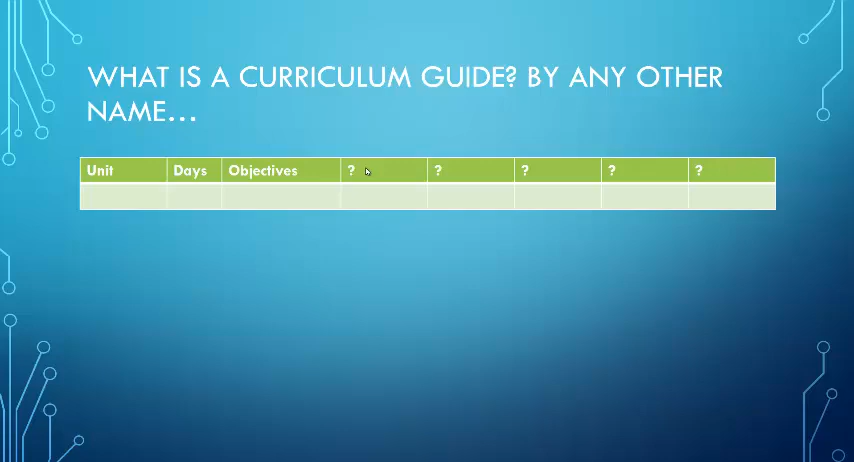 WHAT IS A CURRICULUM GUIDE? BY ANY OTHER
NAME...
Unit Days Objectives ? ? ? ? ?